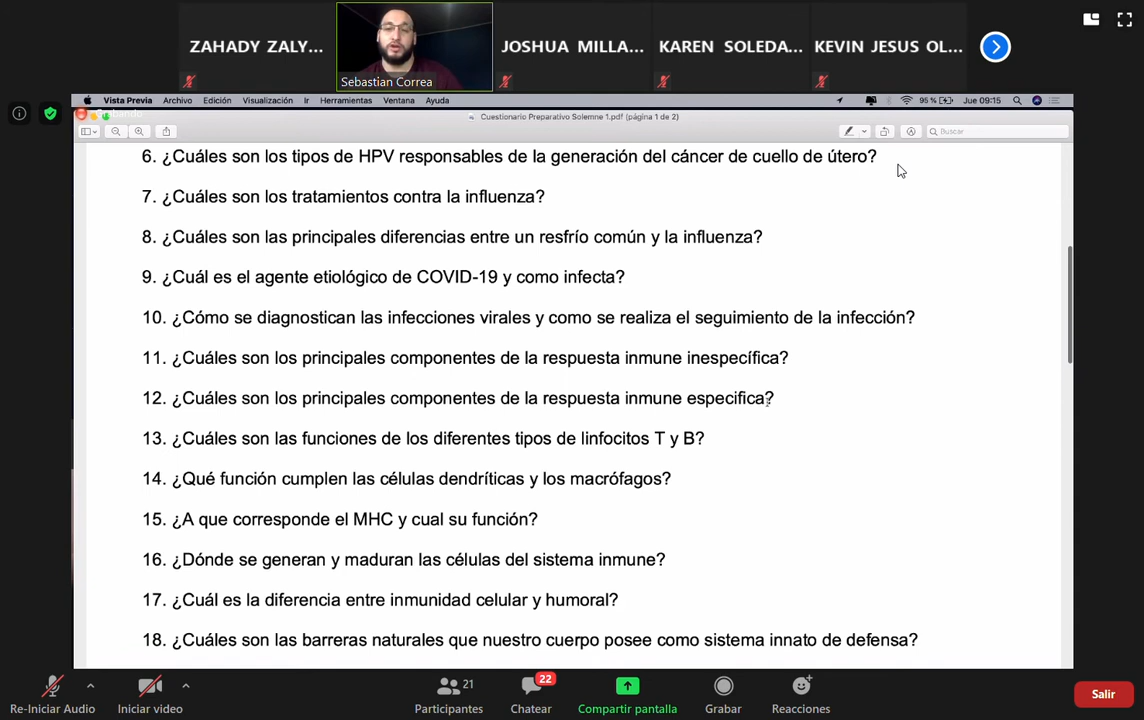 ZAHADY ZALY...
Sebastian Correa
JOSHUA MILLA...
KAREN SOLEDA...
KEVIN JESUS OL...
Vista Previa Archivo Edición Visualización Ir Herramientas Ventana Ayuda
95 % Jue 09:15
Cuestionario Preparativo Solemne 1.pdf (página 1 de 2)
Buscar
6. ¿Cuáles son los tipos de HPV responsables de la generación del cáncer de cuello de útero?
7. ¿Cuáles son los tratamientos contra la influenza?
8. ¿Cuáles son las principales diferencias entre un resfrío común y la influenza?
9. ¿Cuál es el agente etiológico de COVID-19 y como infecta?
10. ¿Cómo se diagnostican las infecciones virales y como se realiza el seguimiento de la infección?
11. ¿Cuáles son los principales componentes de la respuesta inmune inespecífica?
12. ¿Cuáles son los principales componentes de la respuesta inmune especifica?
13. ¿Cuáles son las funciones de los diferentes tipos de linfocitos T y B?
14. ¿Qué función cumplen las células dendríticas y los macrófagos?
15. ¿A que corresponde el MHC y cual su función?
16. ¿Dónde se generan y maduran las células del sistema inmune?
17. ¿Cuál es la diferencia entre inmunidad celular y humoral?
18. ¿Cuáles son las barreras naturales que nuestro cuerpo posee como sistema innato de defensa?
Re-Iniciar Audio
Iniciar video
21
Participantes
22
Chatear
Compartir pantalla
Grabar
Reacciones
Salir